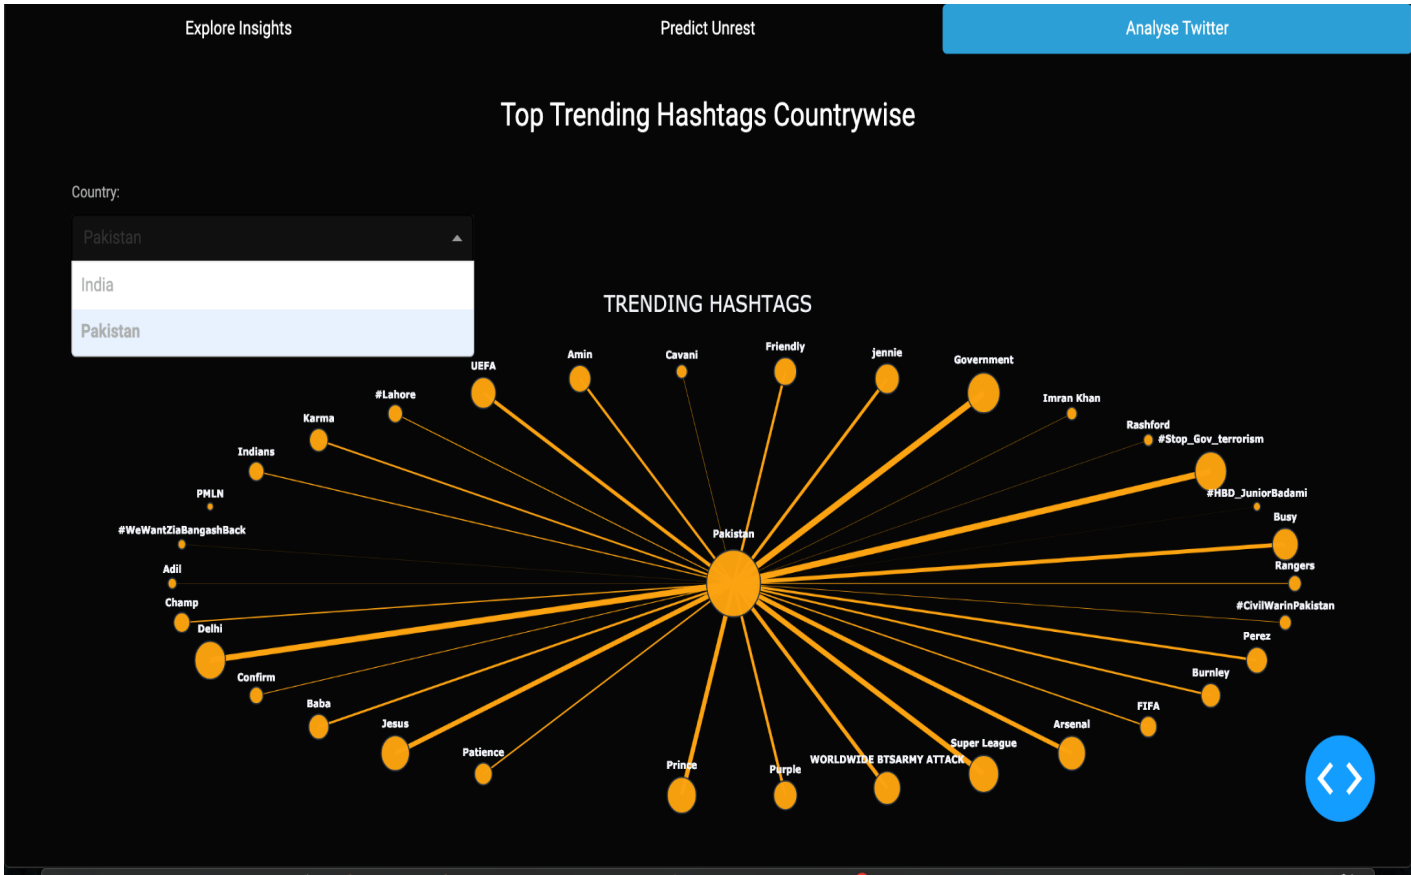 Explore Insights
Predict Unrest
Analyse Twitter
Top Trending Hashtags Countrywise
Country:
Pakistan
India
Pakistan
TRENDING HASHTAGS
Friendly
jennie
Amin
Cavani
Government
UEFA
#Lahore
Imran Khan
Karma
Rashford
#Stop_Gov_terrorism
Indians
PMLN
#HBD_JuniorBadami
Busy
#WeWantZiaBangashBack
Pakistan
Adil
Rangers
Champ
#CivilWarinPakistan
Delhi
Perez
Confirm
Burnley
Baba
FIFA
Jesus
Arsenal
Patience
Super League
WORLDWIDE BTSARMY ATTACK
Prince
Purple